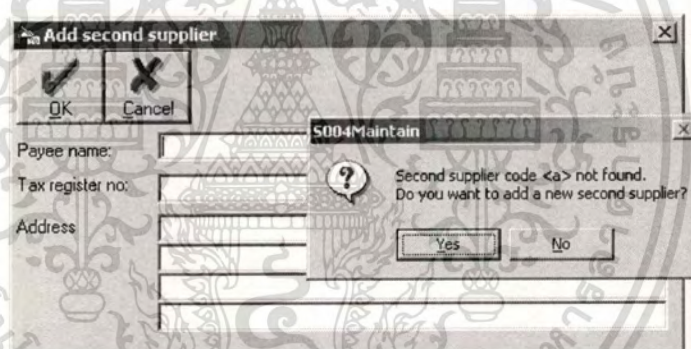 Add second supplier
OK
Cancel
S004Maintain
Payee name:
Second supplier code <a> not found.
Do you want to add a new second supplier?
Tax register no:
Address
Yes
No